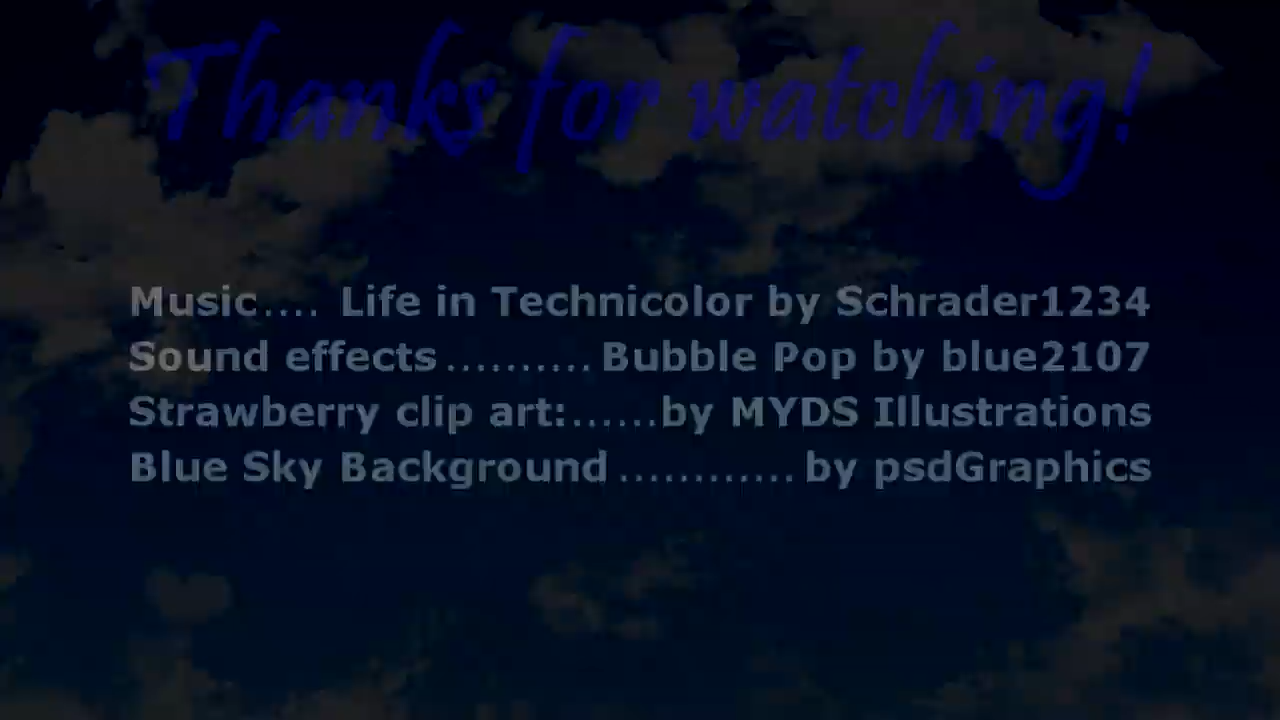 Thanks for watching!
Music.... Life in Technicolor by Schrader1234
Sound effects.......... Bubble Pop by blue2107
Strawberry clip art:......by MYDS Illustrations
Blue Sky Background............ by psdGraphics